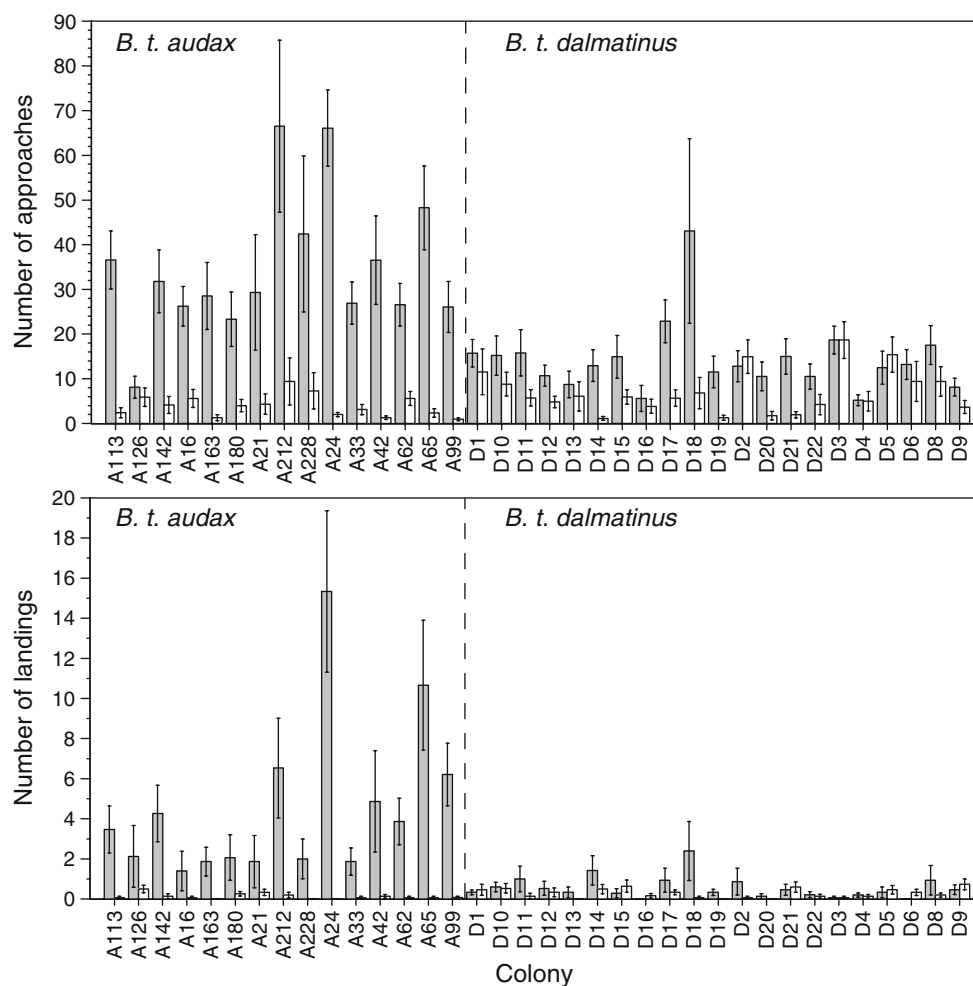 B. t. audax
B. t. dalmatinus
Number of approaches
90
80
70
60
50
40
30
20
10
0
A113 A126 A142 A16 A163 A180 A21 A212 A228 A24 A33 A42 A62 A65 A99 D1 D10 D11 D12 D13 D14 D15 D16 D17 D18 D19 D2 D20 D21 D22 D3 D4 D5 D6 D8 D9
B. t. audax
B. t. dalmatinus
Number of landings
20
18
16
14
12
10
8
6
4
2
0
A113 A126 A142 A16 A163 A180 A21 A212 A228 A24 A33 A42 A62 A65 A99 D1 D10 D11 D12 D13 D14 D15 D16 D17 D18 D19 D2 D20 D21 D22 D3 D4 D5 D6 D8 D9
Colony